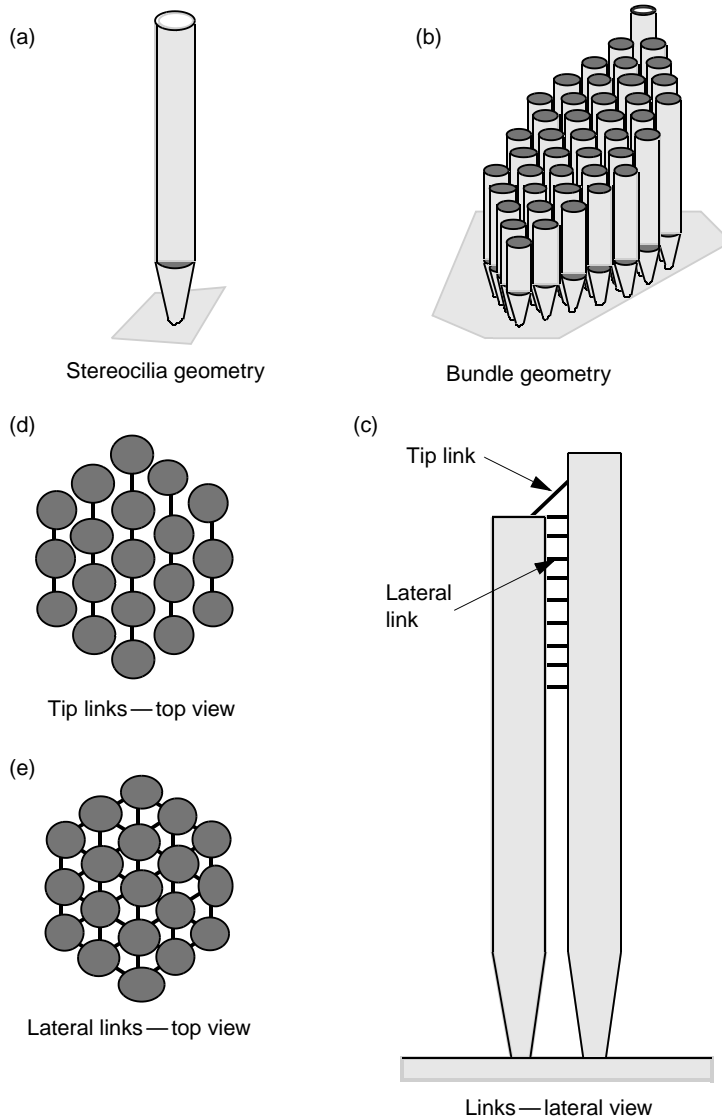 (a)
Stereocilia geometry
(b)
Bundle geometry
(d)
Tip links — top view
(c)
Tip link
Lateral
link
(e)
Lateral links — top view
Links — lateral view